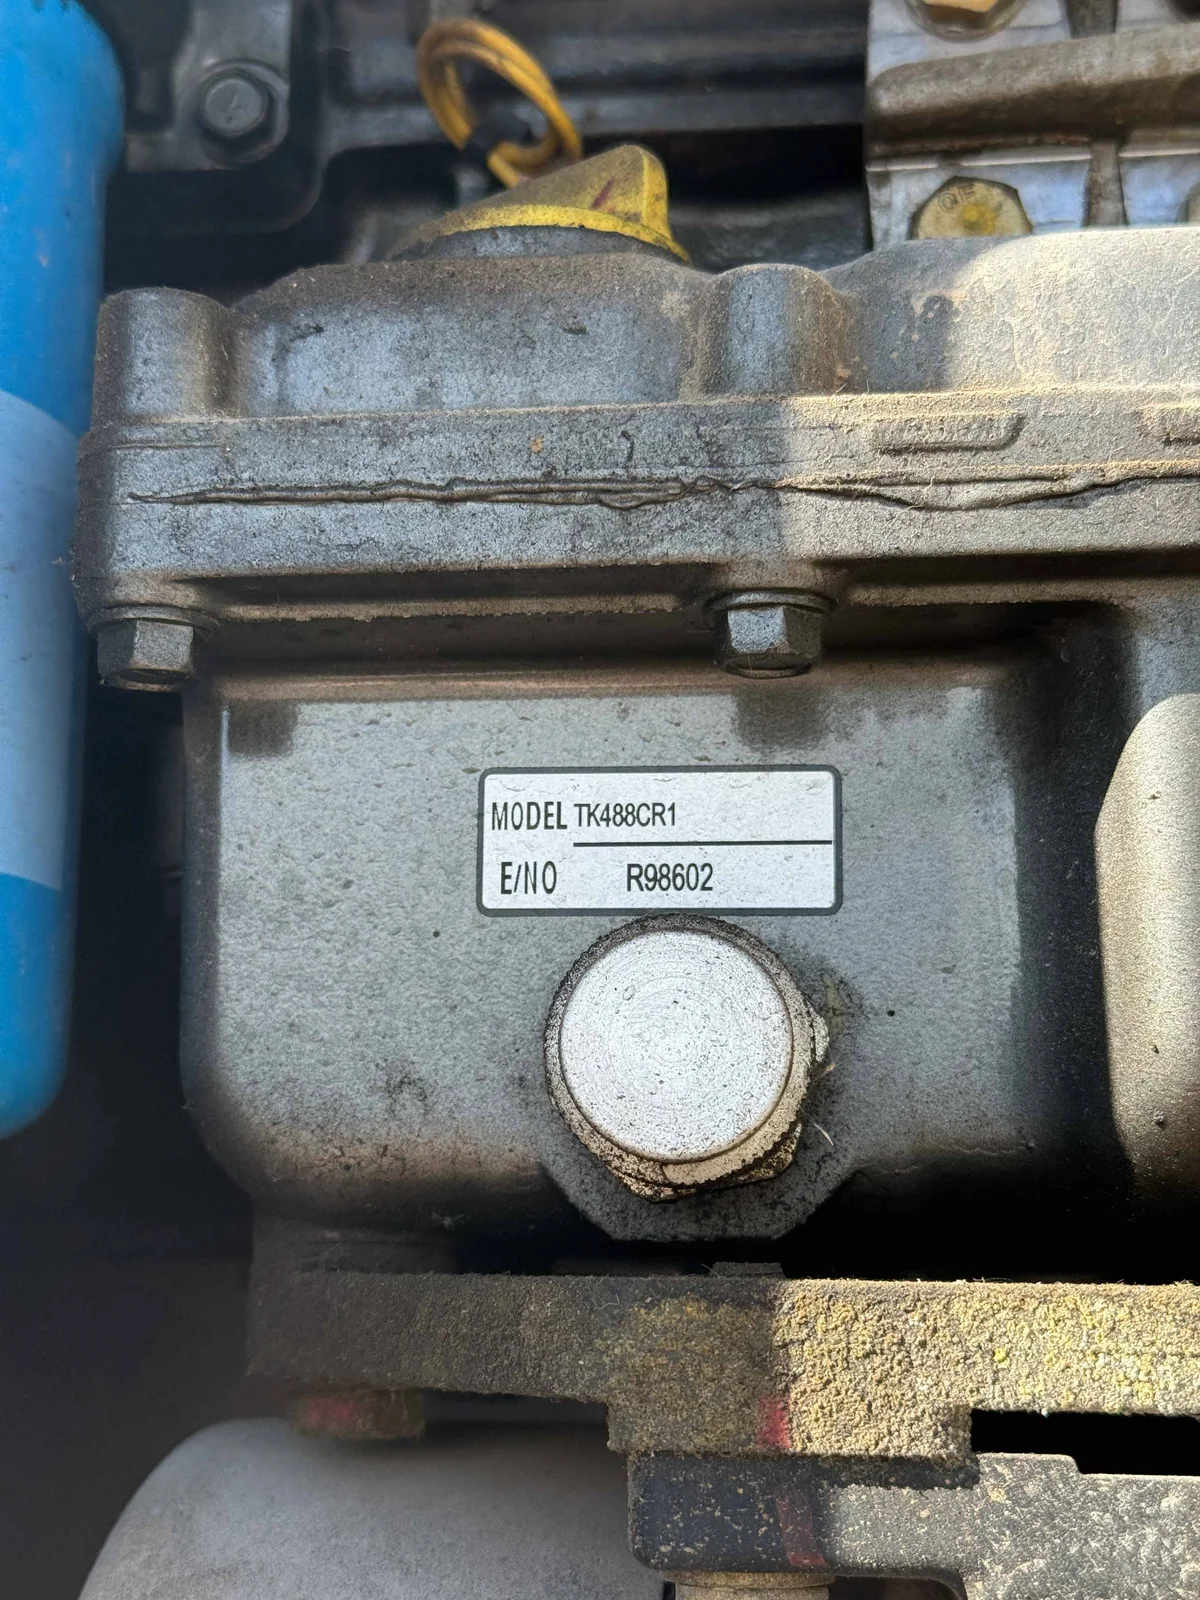 MODEL TK488CR1
E/NO R98602